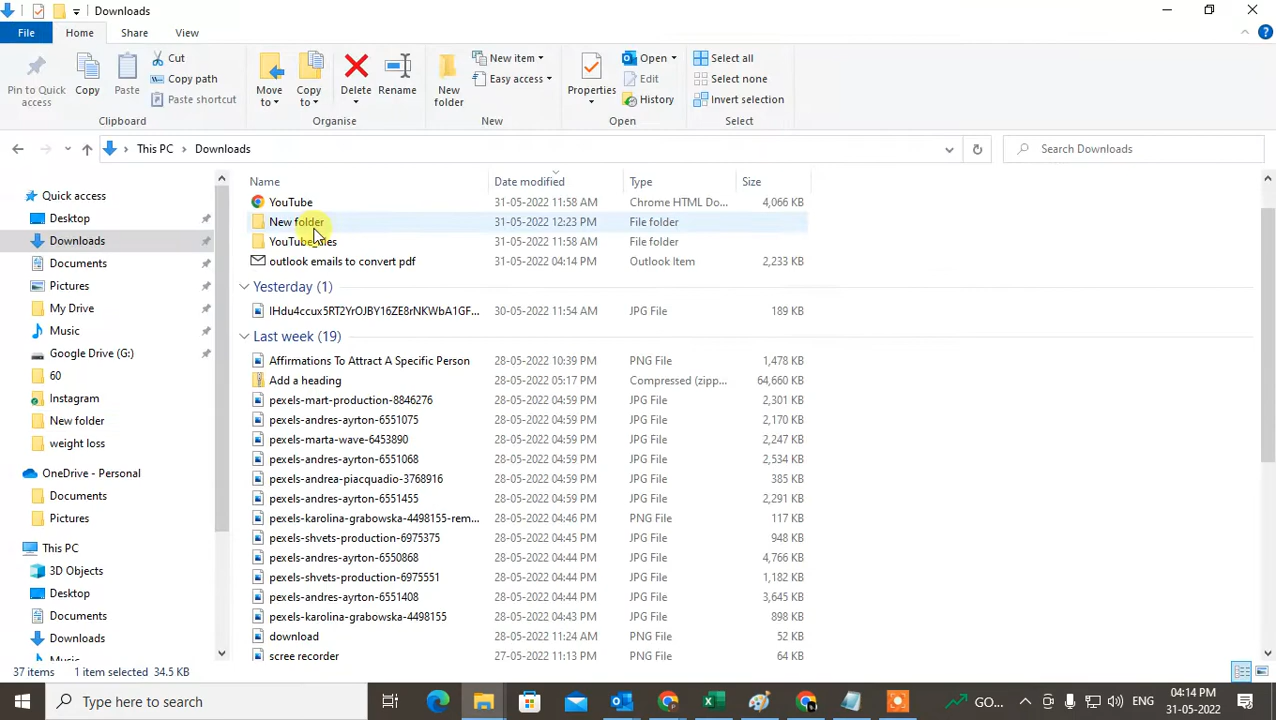 Downloads
File Home Share View
Pin to Quick access
Copy
Paste
Cut
Copy path
Paste shortcut
Clipboard
Move to
Copy to
Delete
Rename
Organise
New folder
New item
Easy access
New
Properties
Open
Edit
History
Open
Select all
Select none
Invert selection
Select
This PC Downloads
Search Downloads
Quick access
Desktop
Downloads
Documents
Pictures
My Drive
Music
Google Drive (G:)
60
Instagram
New folder
weight loss
OneDrive - Personal
Documents
Pictures
This PC
3D Objects
Desktop
Documents
Downloads
Name Date modified Type Size
YouTube 31-05-2022 11:58 AM Chrome HTML Do... 4,066 KB
New folder 31-05-2022 12:23 PM File folder
31-05-2022 11:58 AM File folder
outlook emails to convert pdf 31-05-2022 04:14 PM Outlook Item 2,233 KB
Yesterday (1)
lHdu4ccux5RT2YrOJBY16ZE8rNKWbA1GF... 30-05-2022 11:54 AM JPG File 189 KB
Last week (19)
Affirmations To Attract A Specific Person 28-05-2022 10:39 PM PNG File 1,478 KB
Add a heading 28-05-2022 05:17 PM Compressed (zipp... 64,660 KB
pexels-mart-production-8846276 28-05-2022 04:59 PM JPG File 2,301 KB
pexels-andres-ayrton-6551075 28-05-2022 04:59 PM JPG File 2,170 KB
pexels-marta-wave-6453890 28-05-2022 04:59 PM JPG File 2,247 KB
pexels-andres-ayrton-6551068 28-05-2022 04:59 PM JPG File 2,534 KB
pexels-andrea-piacquadio-3768916 28-05-2022 04:59 PM JPG File 385 KB
pexels-andres-ayrton-6551455 28-05-2022 04:59 PM JPG File 2,291 KB
pexels-karolina-grabowska-4498155-rem... 28-05-2022 04:46 PM PNG File 117 KB
pexels-shvets-production-6975375 28-05-2022 04:45 PM JPG File 948 KB
pexels-andres-ayrton-6550868 28-05-2022 04:44 PM JPG File 4,766 KB
pexels-shvets-production-6975551 28-05-2022 04:44 PM JPG File 1,182 KB
pexels-andres-ayrton-6551408 28-05-2022 04:44 PM JPG File 3,645 KB
pexels-karolina-grabowska-4498155 28-05-2022 04:43 PM JPG File 898 KB
download 28-05-2022 11:24 AM PNG File 52 KB
scree recorder 27-05-2022 11:13 PM PNG File 64 KB
37 items 1 item selected 34.5 KB
Type here to search
GO...
ENG
04:14 PM
31-05-2022